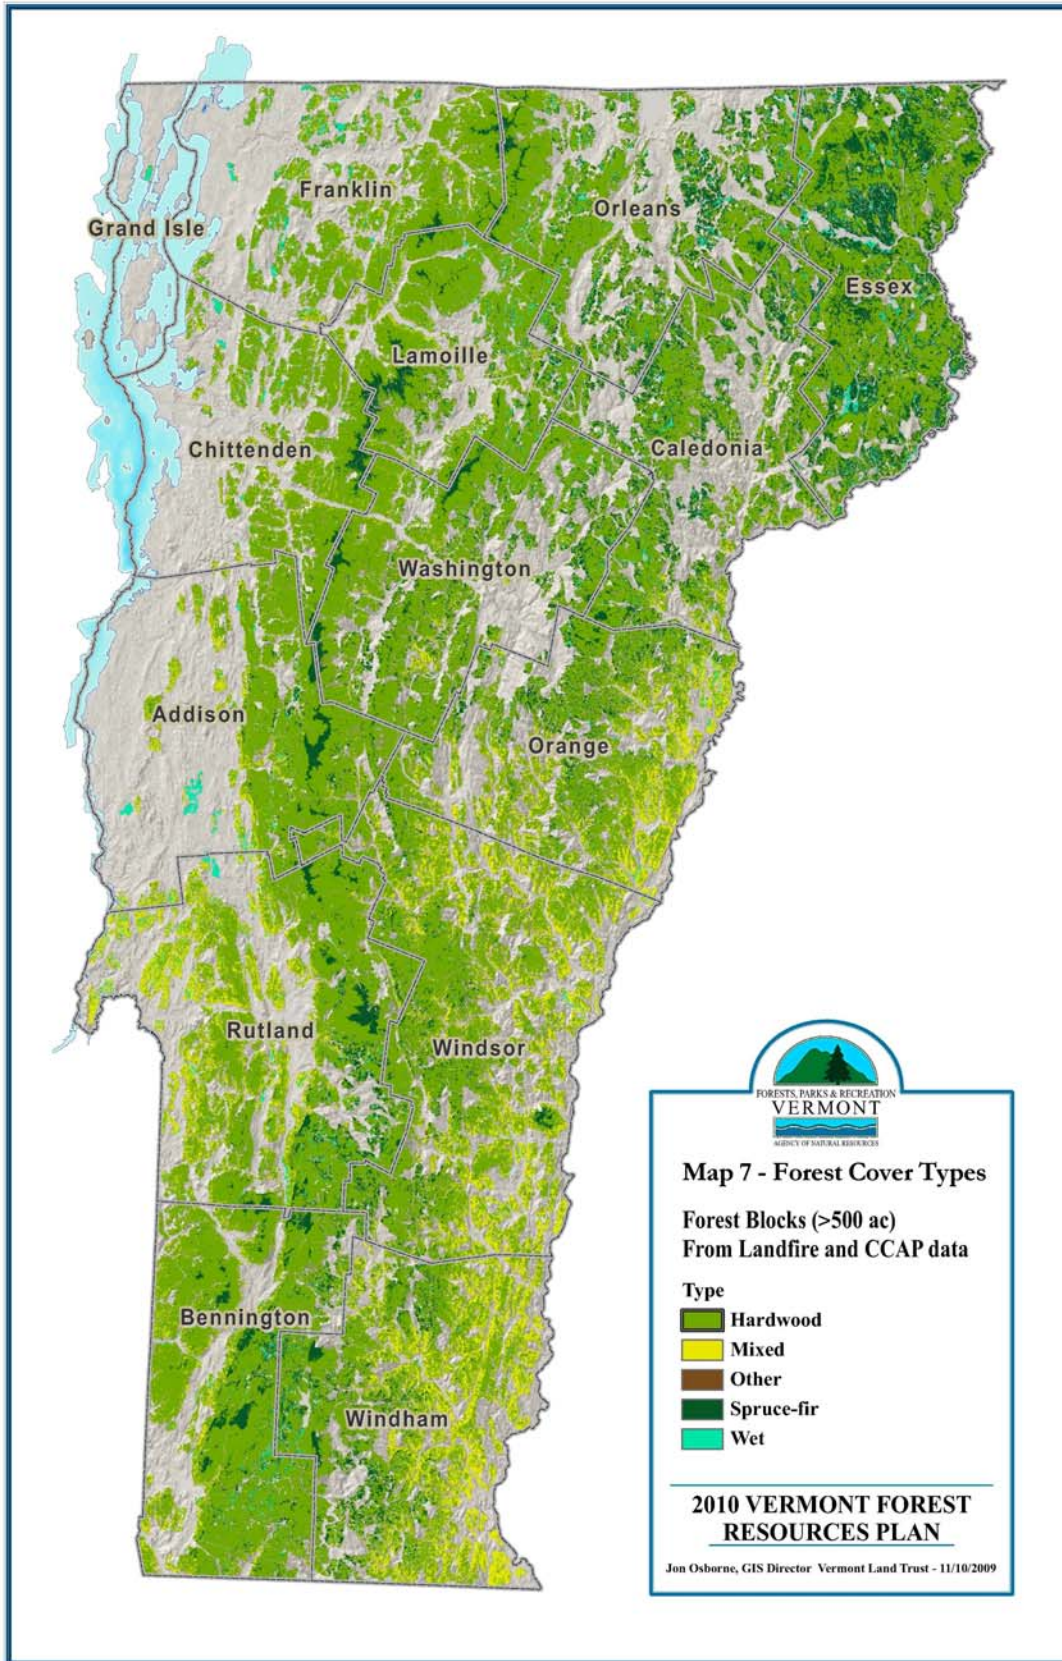 Franklin
Orleans
Grand Isle
Essex
Lamoille
Chittenden
Caledonia
Washington
Addison
Orange
Rutland
Windsor
Bennington
Windham
FORESTS, PARKS & RECREATION
VERMONT
AGENCY OF NATURAL RESOURCES
Map 7 - Forest Cover Types
Forest Blocks (>500 ac)
From Landfire and CCAP data
Type
Hardwood
Mixed
Other
Spruce-fir
Wet
2010 VERMONT FOREST
RESOURCES PLAN
Jon Osborne, GIS Director Vermont Land Trust - 11/10/2009